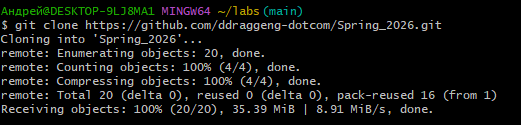 Андрей@DESKTOP-9LJ8MA1 MINGW64 ~/labs (main)
$ git clone https://github.com/ddraggeng-dotcom/Spring_2026.git
Cloning into 'Spring_2026'...
remote: Enumerating objects: 20, done.
remote: Counting objects: 100% (4/4), done.
remote: Compressing objects: 100% (4/4), done.
remote: Total 20 (delta 0), reused 0 (delta 0), pack-reused 16 (from 1)
Receiving objects: 100% (20/20), 35.39 MiB | 8.91 MiB/s, done.